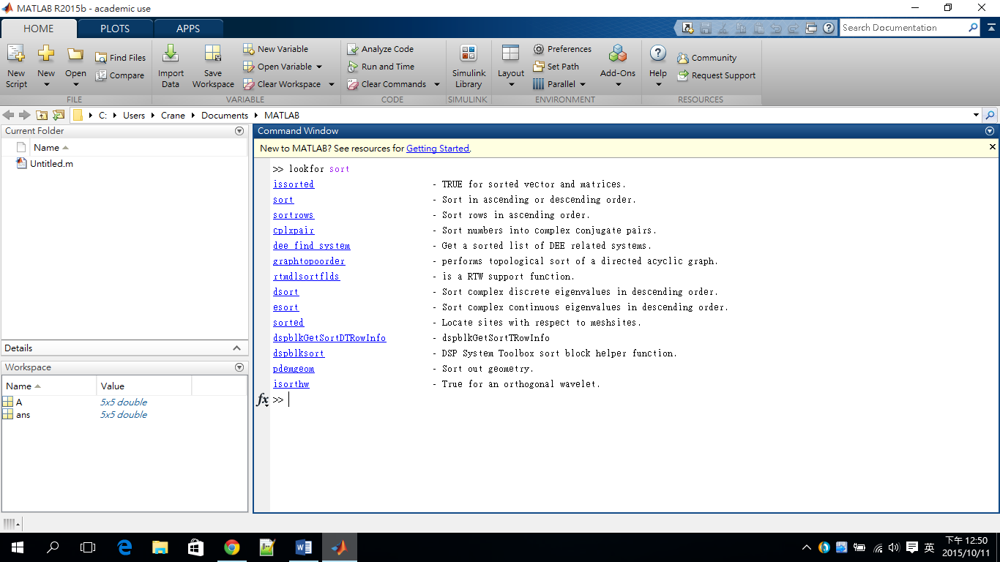 MATLAB R2015b - academic use
HOME PLOTS APPS
Search Documentation
New Script
New
Open
Find Files
Compare
Import Data
Save Workspace
New Variable
Open Variable
Clear Workspace
Analyze Code
Run and Time
Clear Commands
Simulink Library
Layout
Preferences
Set Path
Parallel
Add-Ons
Help
Community
Request Support
FILE VARIABLE CODE SIMULINK ENVIRONMENT RESOURCES
C: Users Crane Documents MATLAB
Current Folder
Name
Untitled.m
Details
Workspace
Name Value
A 5x5 double
ans 5x5 double
Command Window
New to MATLAB? See resources for Getting Started.
>> lookfor sort
issorted - TRUE for sorted vector and matrices.
sort - Sort in ascending or descending order.
sortrows - Sort rows in ascending order.
cplxpair - Sort numbers into complex conjugate pairs.
dee_find_system - Get a sorted list of DEE related systems.
graphtopoorder - performs topological sort of a directed acyclic graph.
rtmdlsortflds - is a RTW support function.
dsort - Sort complex discrete eigenvalues in descending order.
esort - Sort complex continuous eigenvalues in descending order.
sorted - Locate sites with respect to meshsites.
dspblkGetSortDTRowInfo - dspblkGetSortTRowInfo
dspblksort - DSP System Toolbox sort block helper function.
pdemgeom - Sort out geometry.
isorthw - True for an orthogonal wavelet.
fx >>
英
下午 12:50
2015/10/11